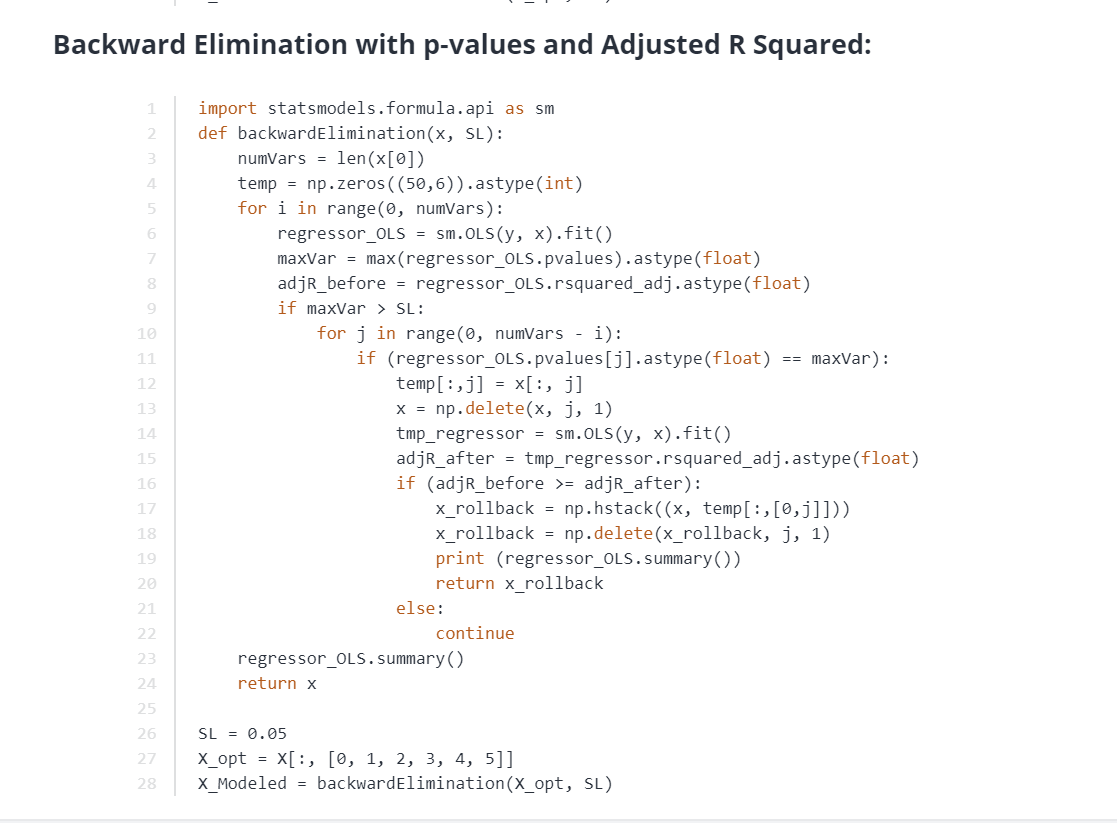 Backward Elimination with p-values and Adjusted R Squared:
1 import statsmodels.formula.api as sm
2 def backwardElimination(x, SL):
3     numVars = len(x[0])
4     temp = np.zeros((50,6)).astype(int)
5     for i in range(0, numVars):
6         regressor_OLS = sm.OLS(y, x).fit()
7         maxVar = max(regressor_OLS.pvalues).astype(float)
8         adjR_before = regressor_OLS.rsquared_adj.astype(float)
9         if maxVar > SL:
10             for j in range(0, numVars - i):
11                 if (regressor_OLS.pvalues[j].astype(float) == maxVar):
12                     temp[:,j] = x[:, j]
13                     x = np.delete(x, j, 1)
14                     tmp_regressor = sm.OLS(y, x).fit()
15                     adjR_after = tmp_regressor.rsquared_adj.astype(float)
16                     if (adjR_before >= adjR_after):
17                         x_rollback = np.hstack((x, temp[:,[0,j]]))
18                         x_rollback = np.delete(x_rollback, j, 1)
19                         print (regressor_OLS.summary())
20                         return x_rollback
21                     else:
22                         continue
23     regressor_OLS.summary()
24     return x
25
26 SL = 0.05
27 X_opt = X[:, [0, 1, 2, 3, 4, 5]]
28 X_Modeled = backwardElimination(X_opt, SL)